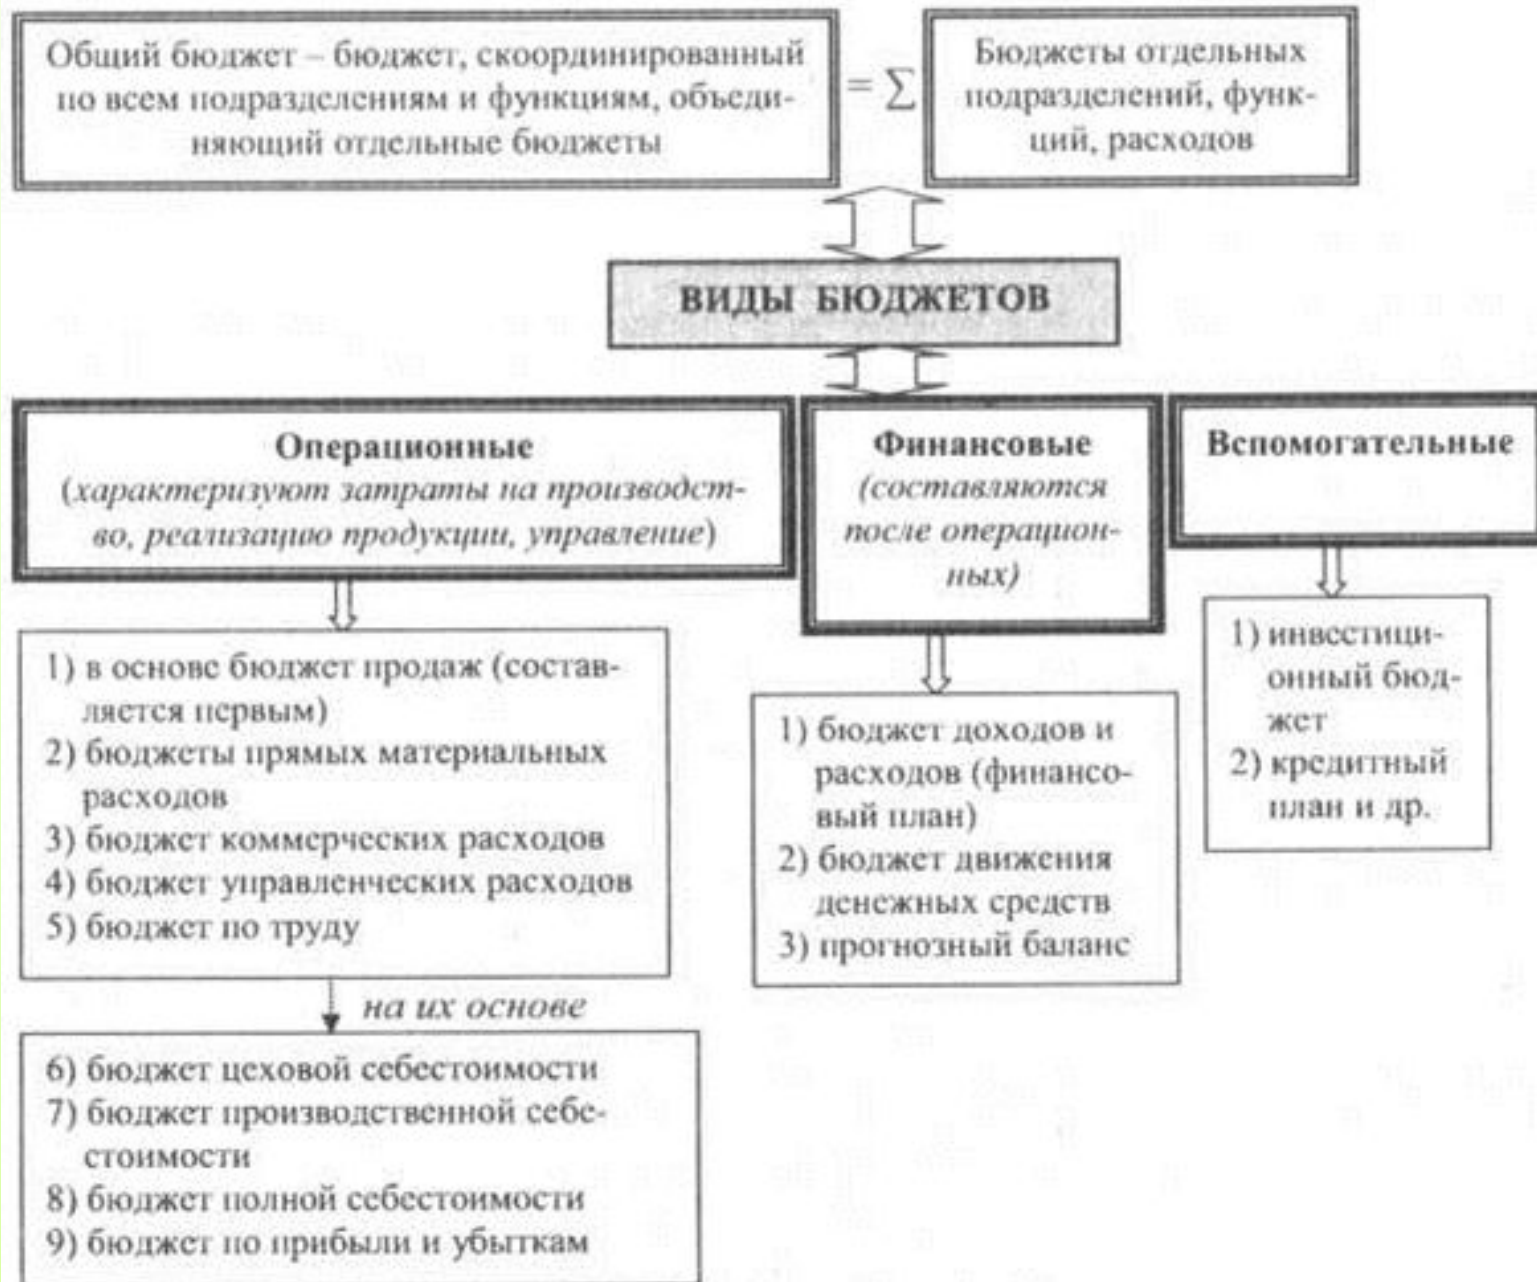 Общий бюджет – бюджет, скоординированный
по всем подразделениям и функциям, объеди-
няющий отдельные бюджеты
= ∑
Бюджеты отдельных
подразделений, функ-
ций, расходов
ВИДЫ БЮДЖЕТОВ
Операционные
(характеризуют затраты на производст-
во, реализацию продукции, управление)
Финансовые
(составляются
после операцион-
ных)
Вспомогательные
1) в основе бюджет продаж (состав-
ляется первым)
2) бюджеты прямых материальных
расходов
3) бюджет коммерческих расходов
4) бюджет управленческих расходов
5) бюджет по труду
на их основе
6) бюджет цеховой себестоимости
7) бюджет производственной себе-
стоимости
8) бюджет полной себестоимости
9) бюджет по прибыли и убыткам
1) бюджет доходов и
расходов (финансо-
вый план)
2) бюджет движения
денежных средств
3) прогнозный баланс
1) инвестици-
онный бюд-
жет
2) кредитный
план и др.